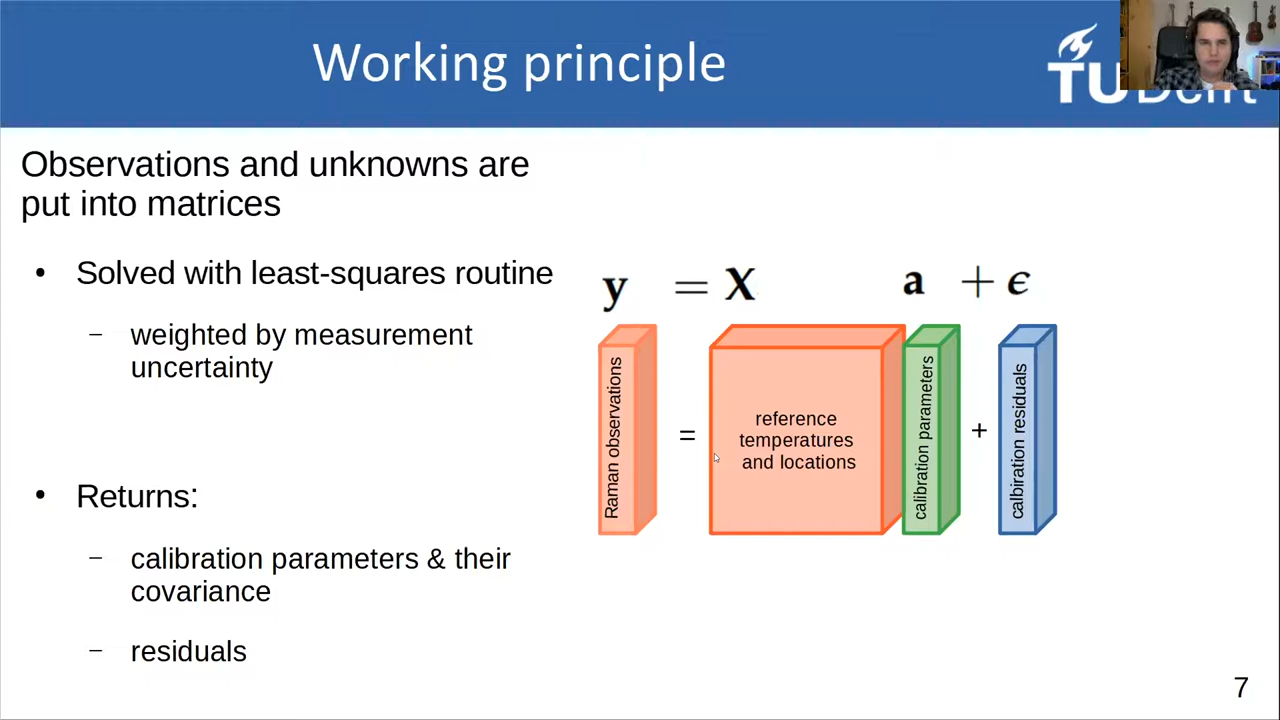 Working principle
TU Delft
Observations and unknowns are
put into matrices
• Solved with least-squares routine
– weighted by measurement
uncertainty
• Returns:
– calibration parameters & their
covariance
– residuals
y = X a + ϵ
Raman observations
=
reference
temperatures
and locations
calibration parameters
+
calbiration residuals
7